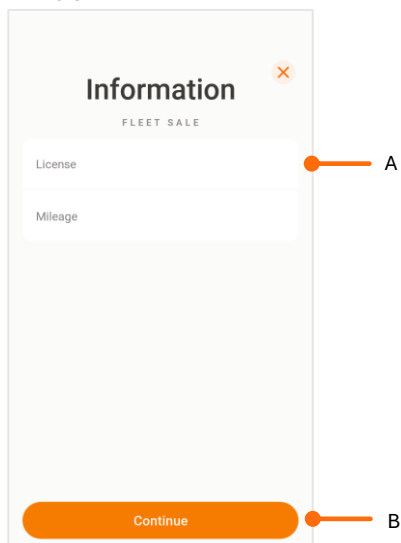 Information
FLEET SALE
License
A
Mileage
Continue
B